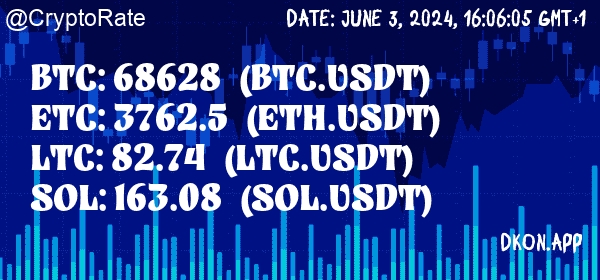 @CryptoRate
DATE: JUNE 3, 2024, 16:06:05 GMT+1
BTC: 68628 (BTC.USDT)
ETC: 3762.5 (ETH.USDT)
LTC: 82.74 (LTC.USDT)
SOL: 163.08 (SOL.USDT)
DKON.APP